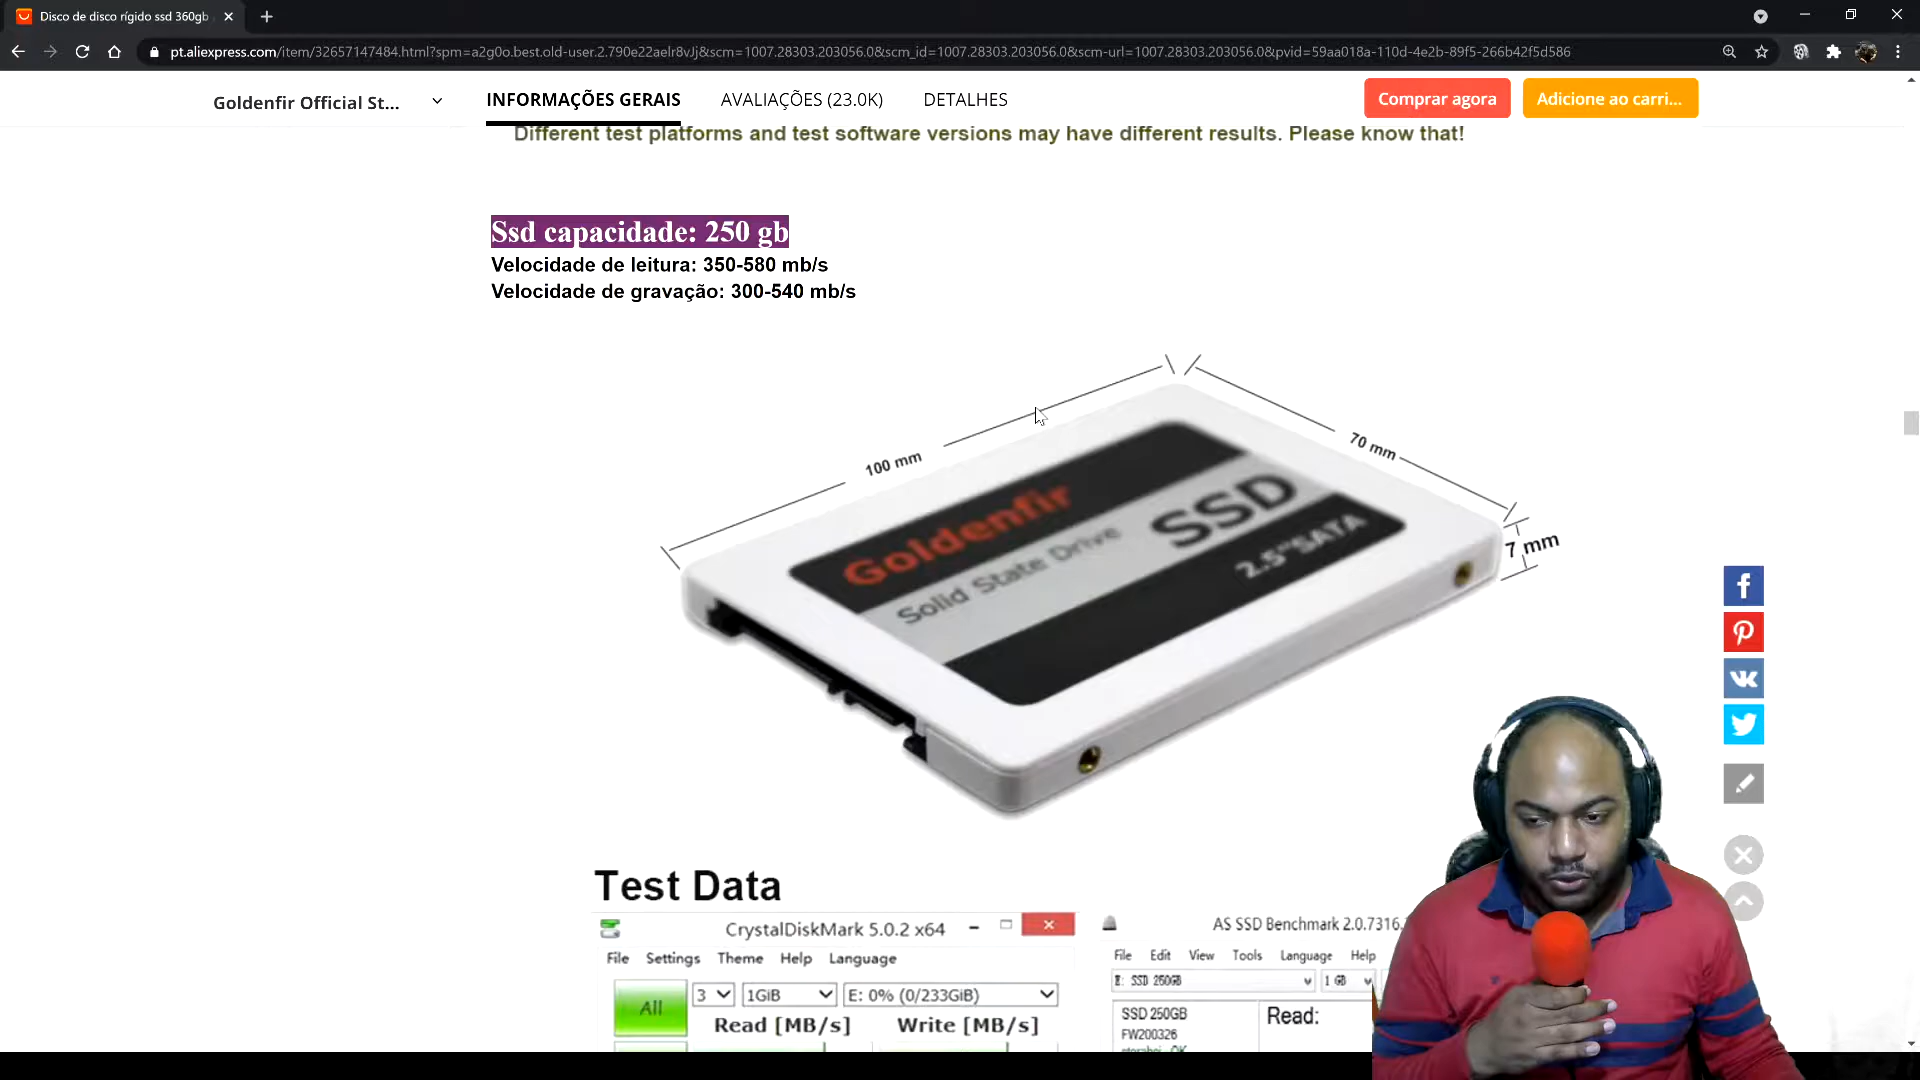 Disco de disco rígido ssd 360gb
pt.aliexpress.com/item/32657147484.html?spm=a2g0o.best.old-user.2.790e22aelr8vJj&scm=1007.28303.203056.0&scm_id=1007.28303.203056.0&scm-url=1007.28303.203056.0&pvid=59aa018a-110d-4e2b-89f5-266b42f5d586
Goldenfir Official St...
INFORMAÇÕES GERAIS
AVALIAÇÕES (23.0K)
DETALHES
Comprar agora
Adicione ao carri...
Different test platforms and test software versions may have different results. Please know that!
Ssd capacidade: 250 gb
Velocidade de leitura: 350-580 mb/s
Velocidade de gravação: 300-540 mb/s
100 mm
70 mm
7 mm
Goldenfir
Solid State Drive
SSD
2.5"SATA
Test Data
CrystalDiskMark 5.0.2 x64
File Settings Theme Help Language
All
3
1GiB
E: 0% (0/233GiB)
Read [MB/s]
Write [MB/s]
AS SSD Benchmark 2.0.7316.
File Edit View Tools Language Help
E: SSD 250GB
1 GB
SSD 250GB
FW200326
Read: